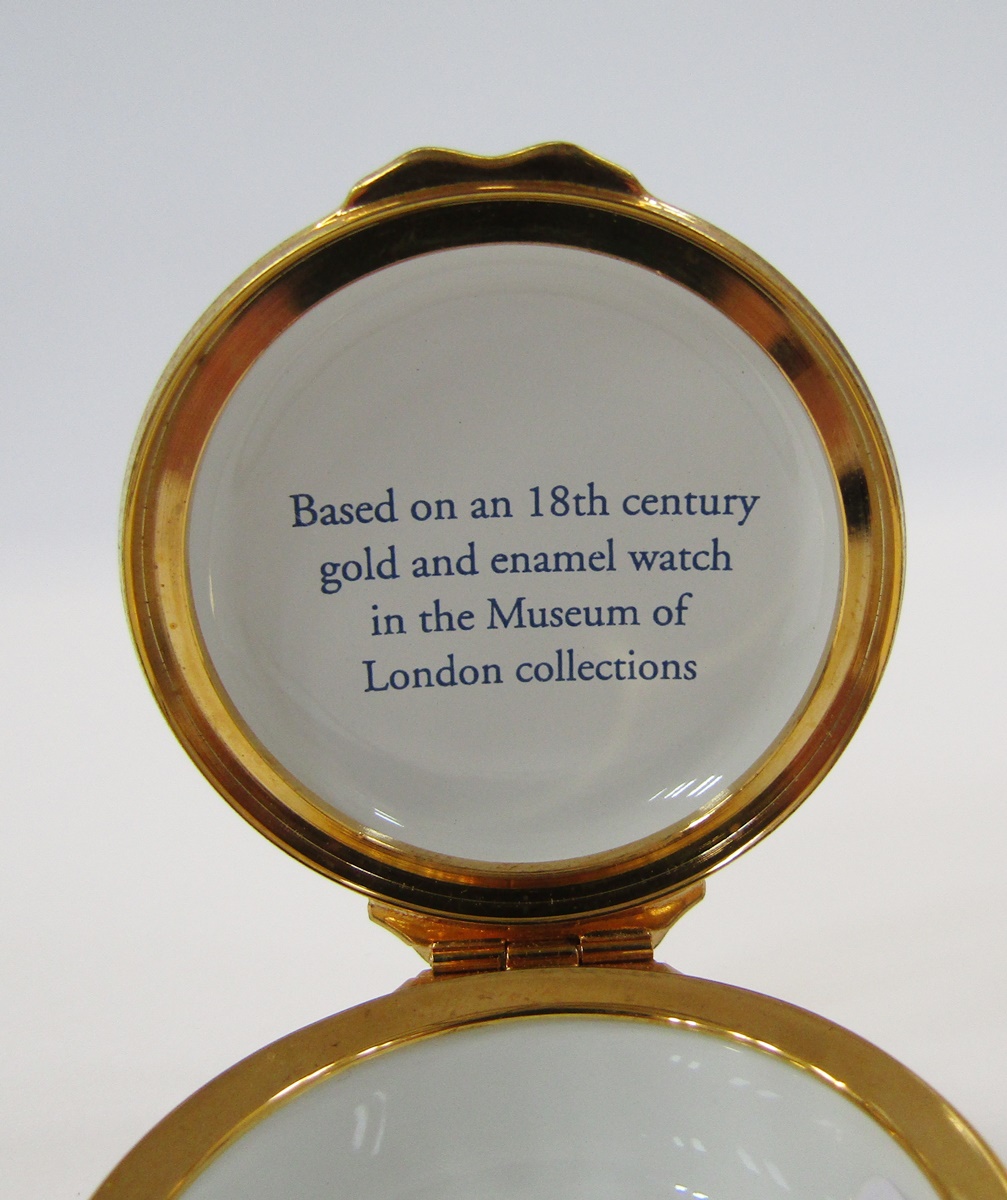 Based on an 18th century
gold and enamel watch
in the Museum of
London collections